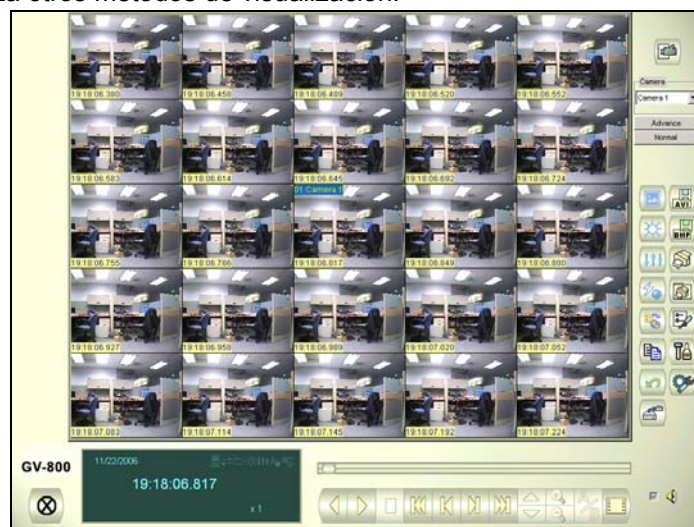 za otros métodos de visualización.
19:18:06.380 19:18:06.458 19:18:06.489 19:18:06.520 19:18:06.552
19:18:06.583 19:18:06.614 19:18:06.645 19:18:06.692 19:18:06.724
01 Camera 1
19:18:06.755 19:18:06.786 19:18:06.817 19:18:06.849 19:18:06.880
19:18:06.927 19:18:06.958 19:18:06.989 19:18:07.020 19:18:07.052
19:18:07.083 19:18:07.114 19:18:07.145 19:18:07.192 19:18:07.224
Camera
Camera 1
Advance
Normal
AVI
BMP
GV-800
11/22/2006
19:18:06.817
x 1